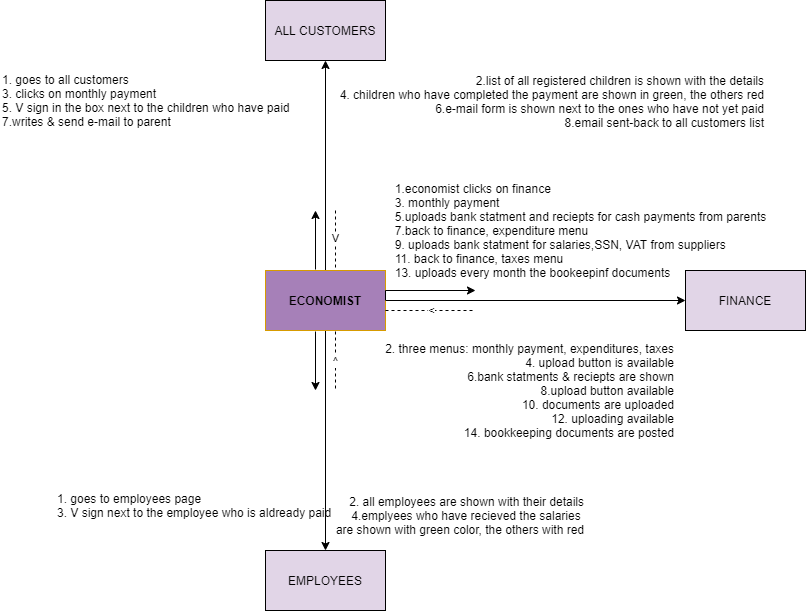 ALL CUSTOMERS
1. goes to all customers
3. clicks on monthly payment
5. V sign in the box next to the children who have paid
7.writes & send e-mail to parent
2.list of all registered children is shown with the details
4. children who have completed the payment are shown in green, the others red
6.e-mail form is shown next to the ones who have not yet paid
8.email sent-back to all customers list
1.economist clicks on finance
3. monthly payment
5.uploads bank statment and reciepts for cash payments from parents
7.back to finance, expenditure menu
9. uploads bank statment for salaries,SSN, VAT from suppliers
11. back to finance, taxes menu
13. uploads every month the bookeepinf documents
V
ECONOMIST
<
FINANCE
^
2. three menus: monthly payment, expenditures, taxes
4. upload button is available
6.bank statments & reciepts are shown
8.upload button available
10. documents are uploaded
12. uploading available
14. bookkeeping documents are posted
1. goes to employees page
3. V sign next to the employee who is aldready paid
2. all employees are shown with their details
4.emplyees who have recieved the salaries
are shown with green color, the others with red
EMPLOYEES